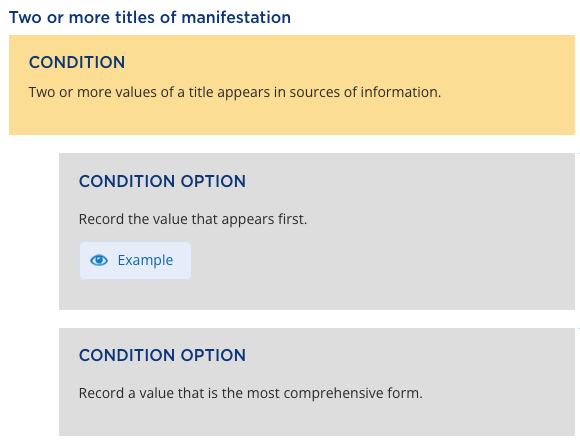 Two or more titles of manifestation
CONDITION
Two or more values of a title appears in sources of information.
CONDITION OPTION
Record the value that appears first.
Example
CONDITION OPTION
Record a value that is the most comprehensive form.